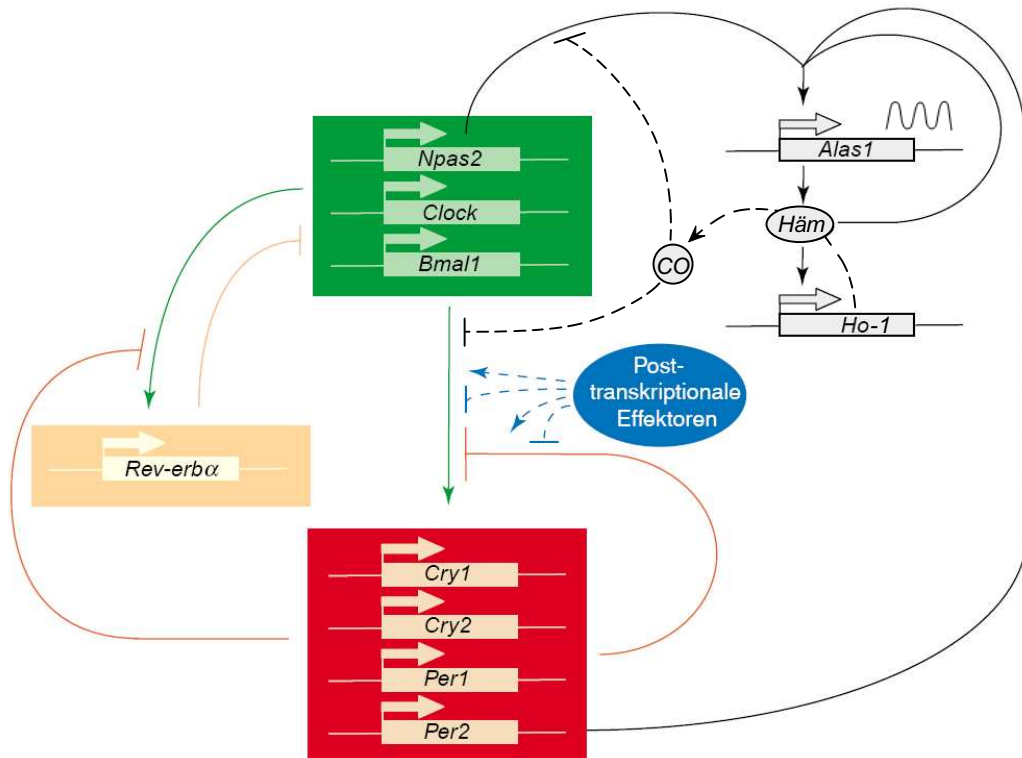 Npas2
Clock
Bmal1
Alas1
Häm
CO
Ho-1
Post-
transkriptionale
Effektoren
Rev-erbα
Cry1
Cry2
Per1
Per2